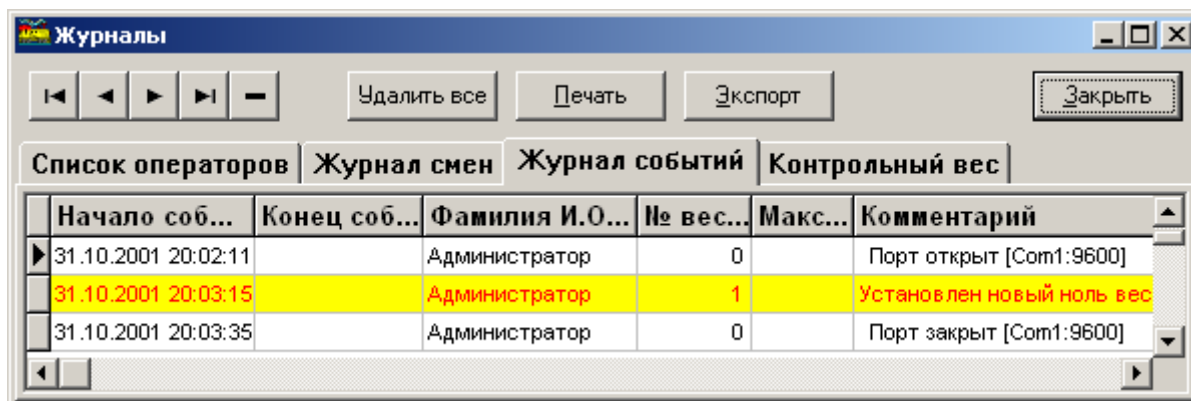 Журналы
Удалить все Печать Экспорт Закрыть
Список операторов Журнал смен Журнал событий Контрольный вес
Начало соб... Конец соб... Фамилия И.О... № вес... Макс... Комментарий
31.10.2001 20:02:11 Администратор 0 Порт открыт [Com1:9600]
31.10.2001 20:03:15 Администратор 1 Установлен новый ноль вес
31.10.2001 20:03:35 Администратор 0 Порт закрыт [Com1:9600]